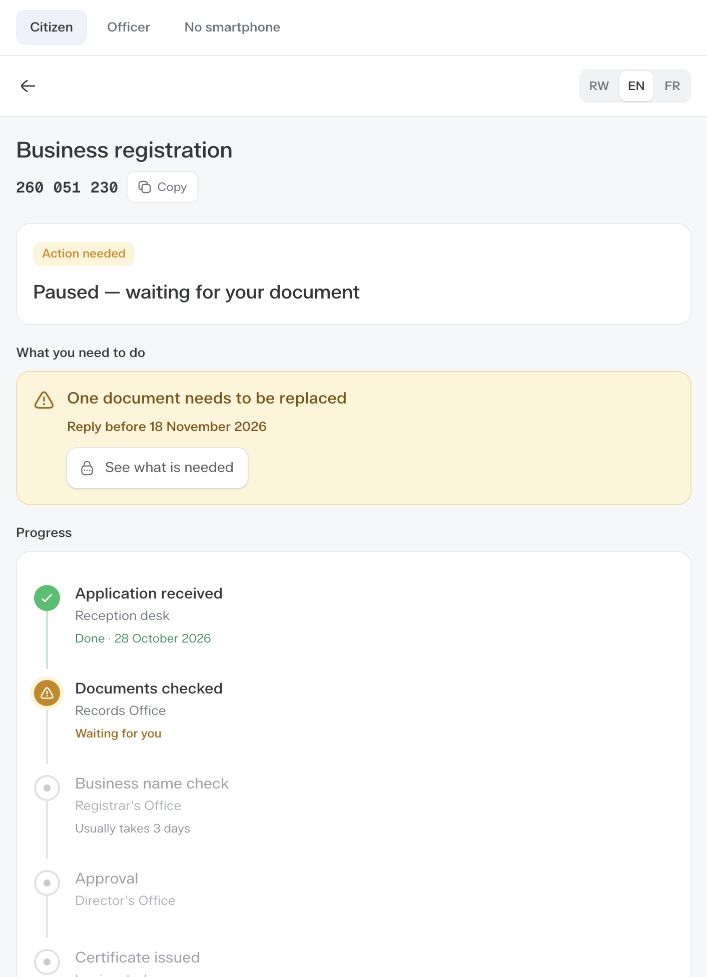 Citizen
Officer
No smartphone
RW
EN
FR
Business registration
260 051 230
Copy
Action needed
Paused — waiting for your document
What you need to do
One document needs to be replaced
Reply before 18 November 2026
See what is needed
Progress
Application received
Reception desk
Done · 28 October 2026
Documents checked
Records Office
Waiting for you
Business name check
Registrar's Office
Usually takes 3 days
Approval
Director's Office
Certificate issued